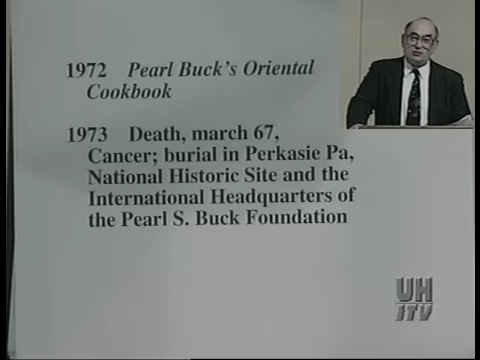 1972 Pearl Buck's Oriental
Cookbook
1973 Death, march 67,
Cancer; burial in Perkasie Pa,
National Historic Site and the
International Headquarters of
the Pearl S. Buck Foundation
UH
ITV